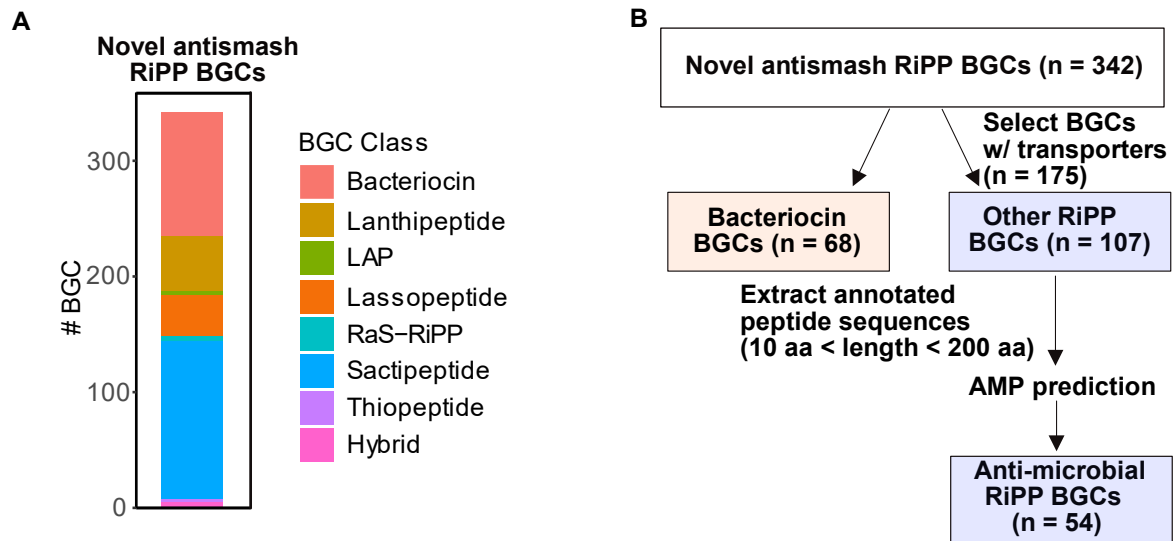 A
Novel antismash
RiPP BGCs
# BGC
300
200
100
0
BGC Class
Bacteriocin
Lanthipeptide
LAP
Lassopeptide
RaS−RiPP
Sactipeptide
Thiopeptide
Hybrid
B
Novel antismash RiPP BGCs (n = 342)
Select BGCs
w/ transporters
(n = 175)
Bacteriocin
BGCs (n = 68)
Other RiPP
BGCs (n = 107)
Extract annotated
peptide sequences
(10 aa < length < 200 aa)
AMP prediction
Anti-microbial
RiPP BGCs
(n = 54)